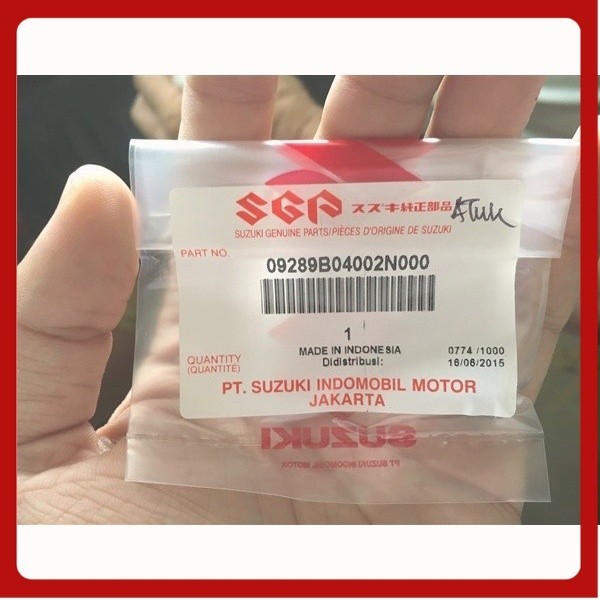 SGP スズキ純正部品
SUZUKI GENUINE PARTS/PIÈCES D'ORIGINE DE SUZUKI
PART NO. 09289B04002N000
1
MADE IN INDONESIA 0774 /1000
QUANTITY Didistribusi: 16/06/2015
(QUANTITÉ)
PT. SUZUKI INDOMOBIL MOTOR
JAKARTA
SUZUKI
PT SUZUKI INDOMOBIL MOTOR